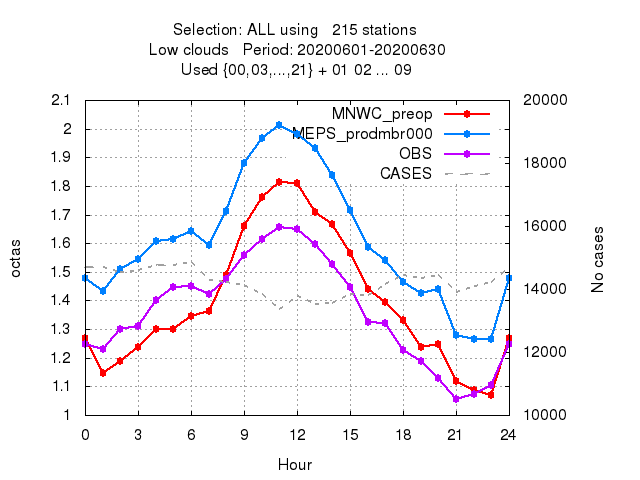 Selection: ALL using   215 stations
Low clouds   Period: 20200601-20200630
Used {00,03,...,21} + 01 02 ... 09
MNWC_preop
MEPS_prodmbr000
OBS
CASES
2.1
2
1.9
1.8
1.7
1.6
1.5
1.4
1.3
1.2
1.1
1
octas
20000
18000
16000
14000
12000
10000
No cases
0 3 6 9 12 15 18 21 24
Hour